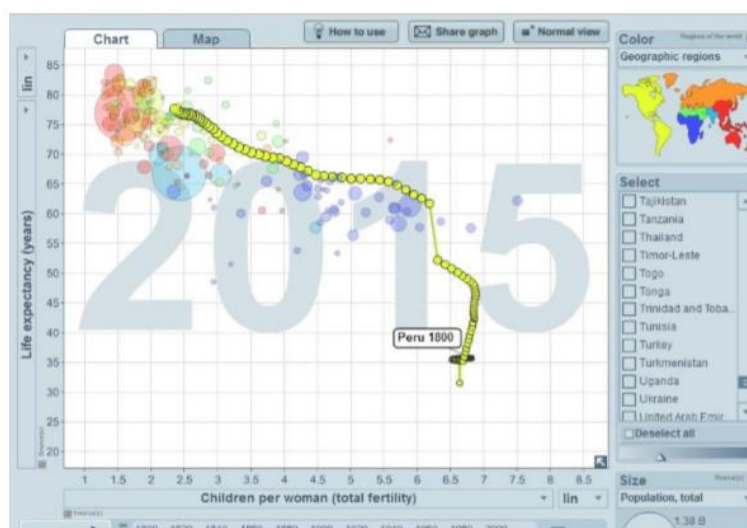 Chart
Map
How to use
Share graph
Normal view
Color
Regions of the world
Geographic regions
lin
Life expectancy (years)
85
80
75
70
65
60
55
50
45
40
35
30
25
20
2015
Peru 1800
1
1.5
2
2.5
3
3.5
4
4.5
5
5.5
6
6.5
7
7.5
8
8.5
Children per woman (total fertility)
lin
Select
Tajikistan
Tanzania
Thailand
Timor-Leste
Togo
Tonga
Trinidad and Toba...
Tunisia
Turkey
Turkmenistan
Uganda
Ukraine
United Arab Emir
Deselect all
Size
Population, total
1.38 B